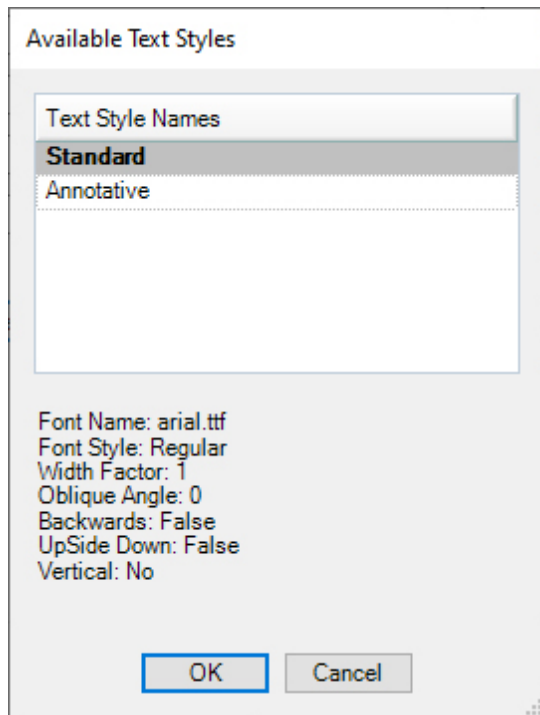 Available Text Styles
Text Style Names
Standard
Annotative
Font Name: arial.ttf
Font Style: Regular
Width Factor: 1
Oblique Angle: 0
Backwards: False
UpSide Down: False
Vertical: No
OK Cancel